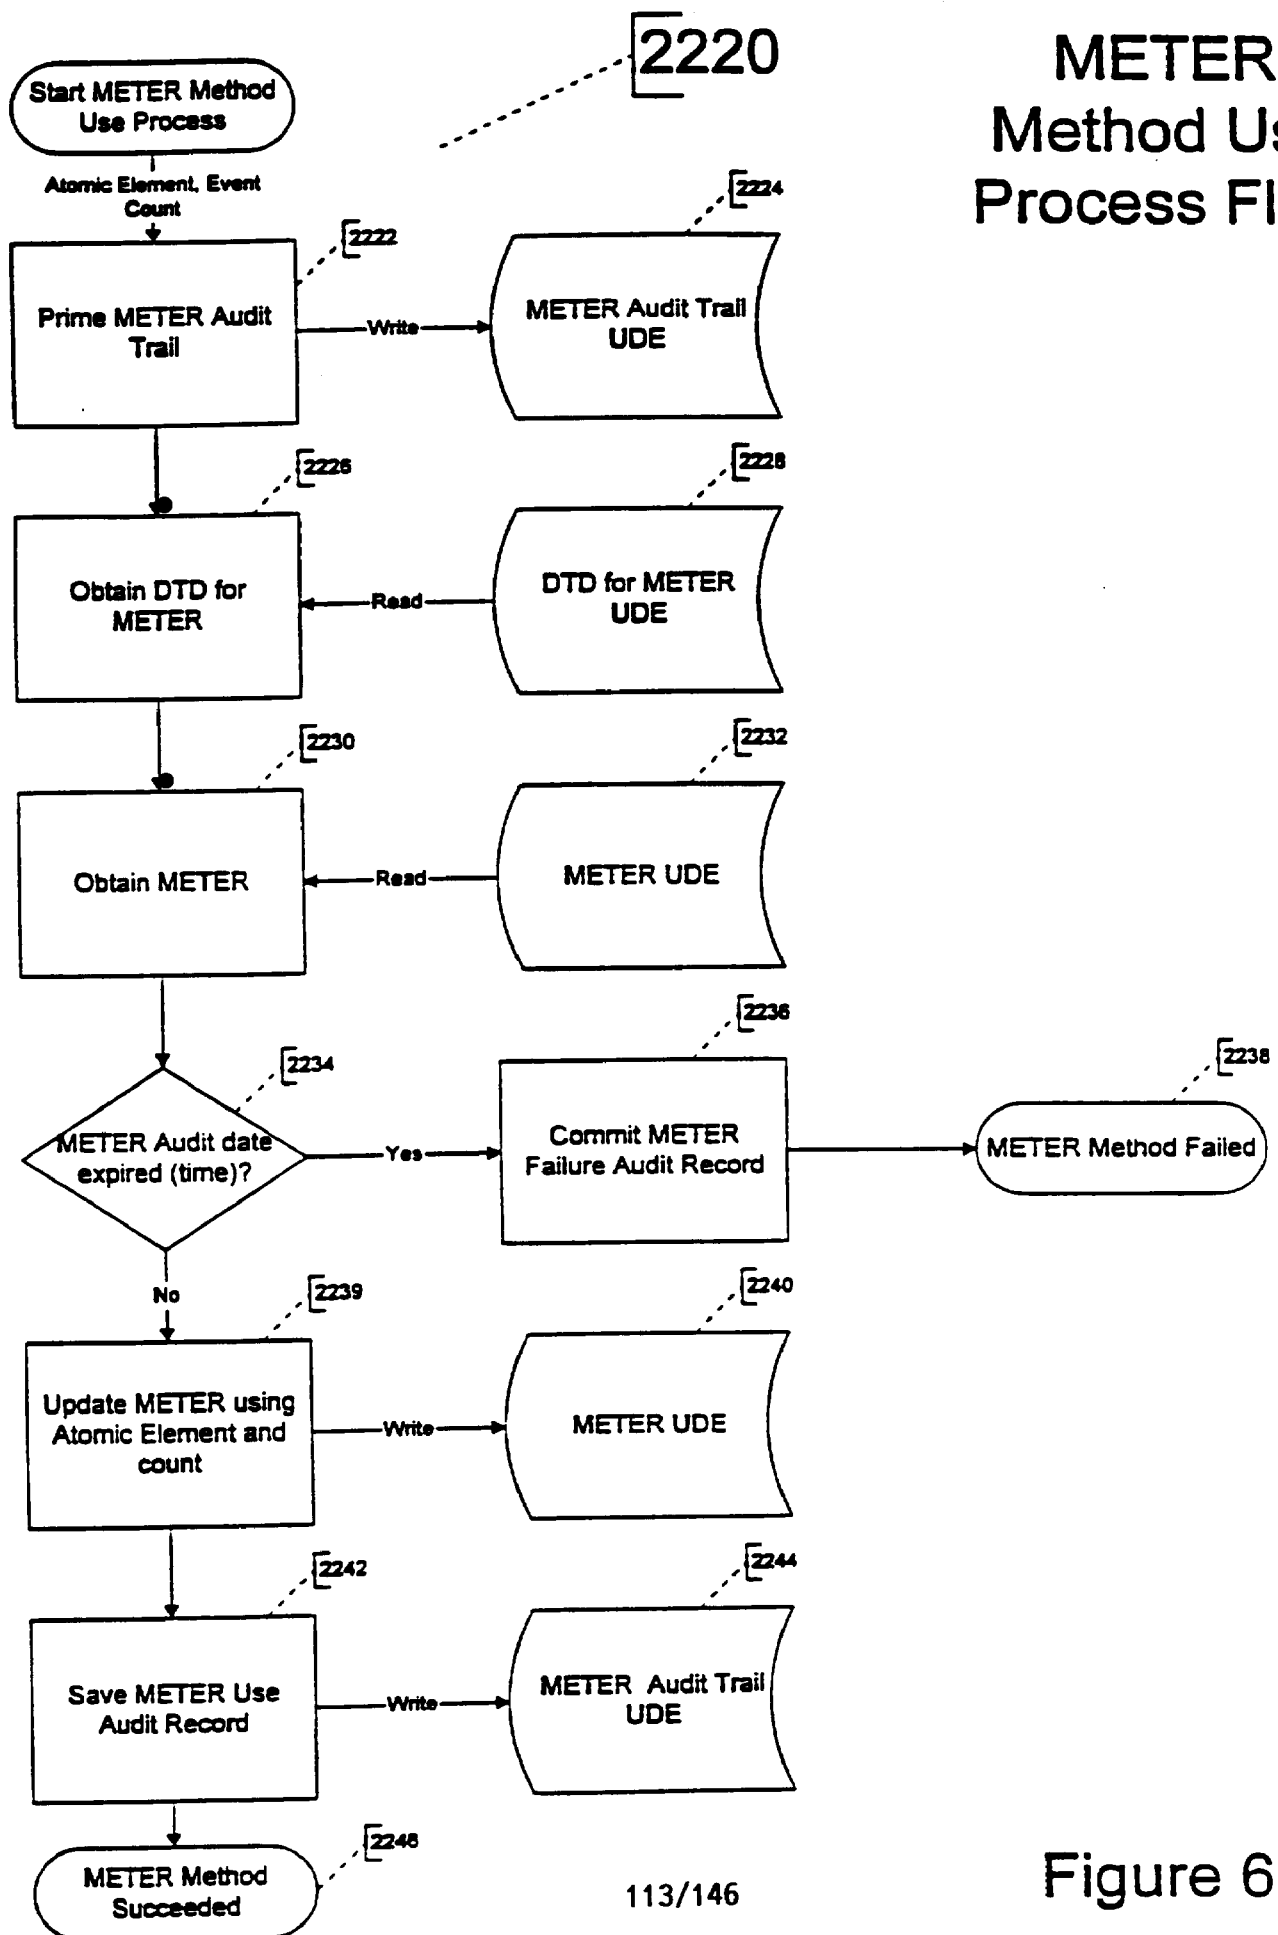 2220
METER
Method Us
Process Fl
Start METER Method
Use Process
Atomic Element, Event
Count
2222
2224
Prime METER Audit
Trail
Write
METER Audit Trail
UDE
2226
2228
Obtain DTD for
METER
Read
DTD for METER
UDE
2230
2232
Obtain METER
Read
METER UDE
2234
2236
2238
METER Audit date
expired (time)?
Yes
Commit METER
Failure Audit Record
METER Method Failed
No
2239
2240
Update METER using
Atomic Element and
count
Write
METER UDE
2242
2244
Save METER Use
Audit Record
Write
METER Audit Trail
UDE
2246
METER Method
Succeeded
113/146
Figure 6